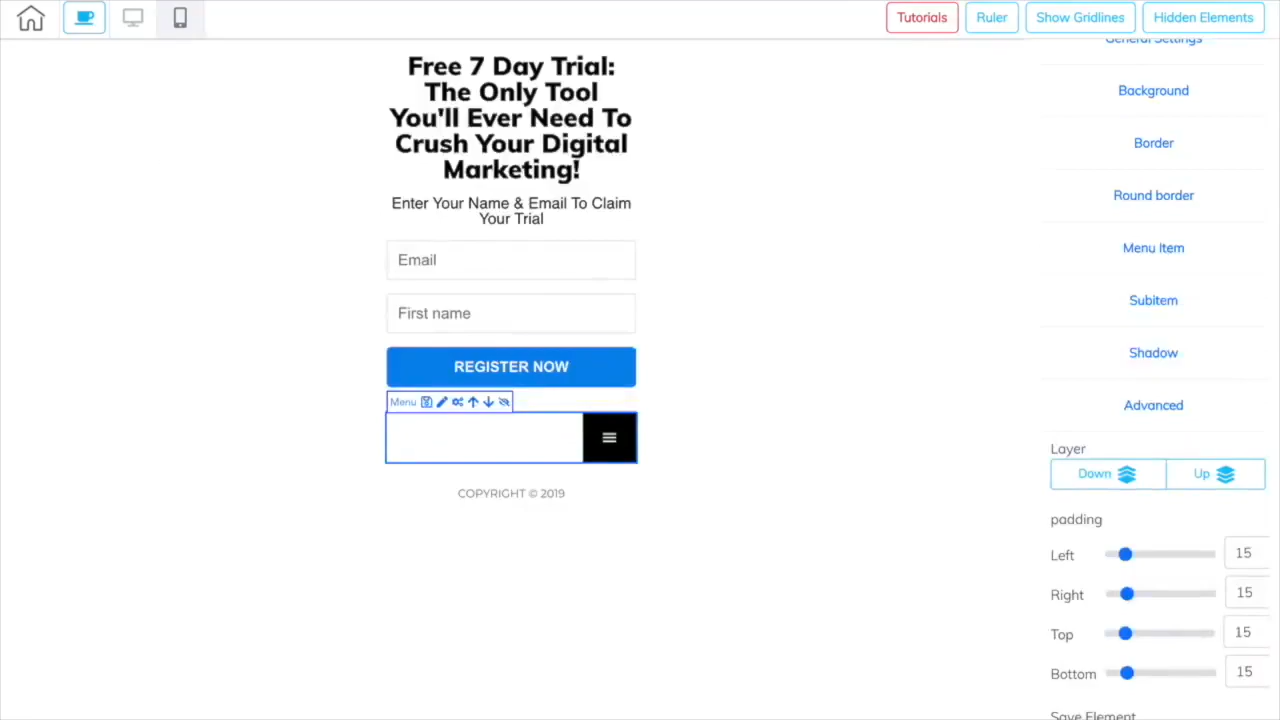 Tutorials
Ruler
Show Gridlines
Hidden Elements
Free 7 Day Trial:
The Only Tool
You'll Ever Need To
Crush Your Digital
Marketing!
Enter Your Name & Email To Claim
Your Trial
Email
First name
REGISTER NOW
Menu
COPYRIGHT © 2019
General Settings
Background
Border
Round border
Menu Item
Subitem
Shadow
Advanced
Layer
Down
Up
padding
Left 15
Right 15
Top 15
Bottom 15
Save Element